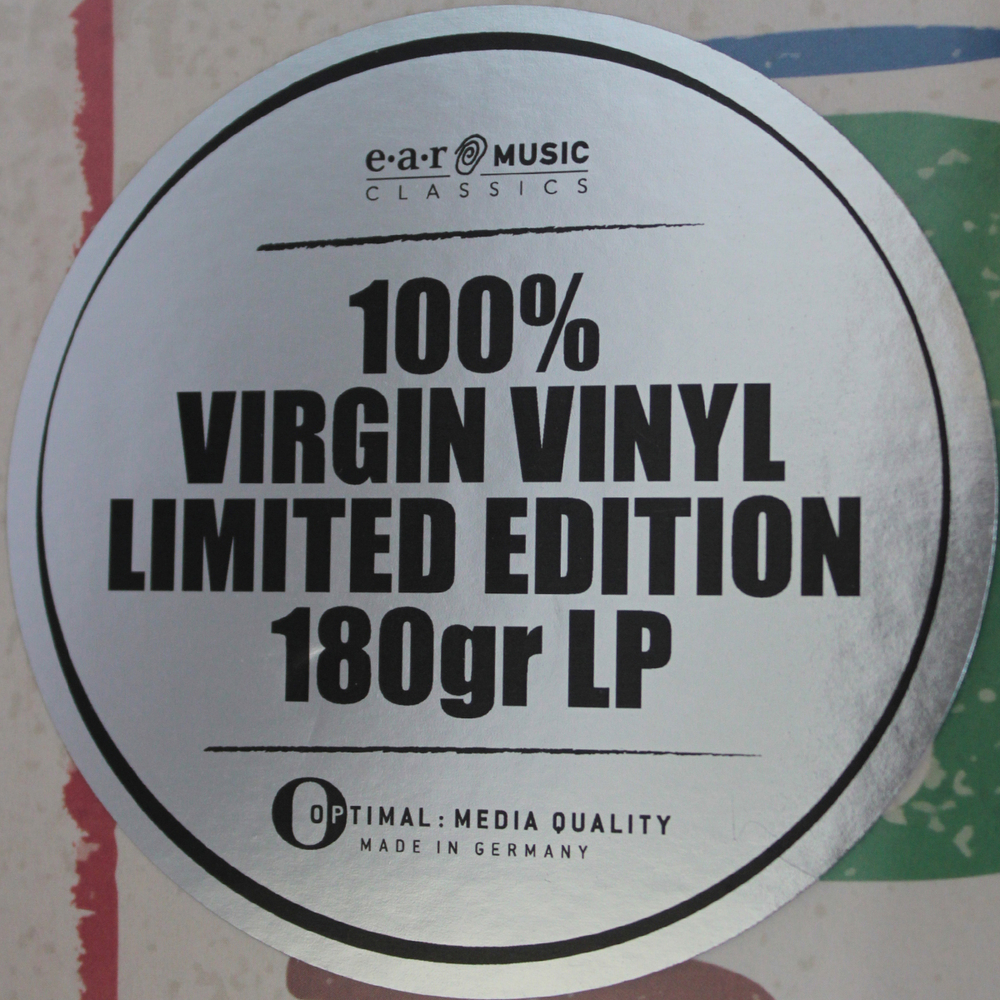 e·a·r MUSIC
CLASSICS
100%
VIRGIN VINYL
LIMITED EDITION
180gr LP
OPTIMAL: MEDIA QUALITY
MADE IN GERMANY